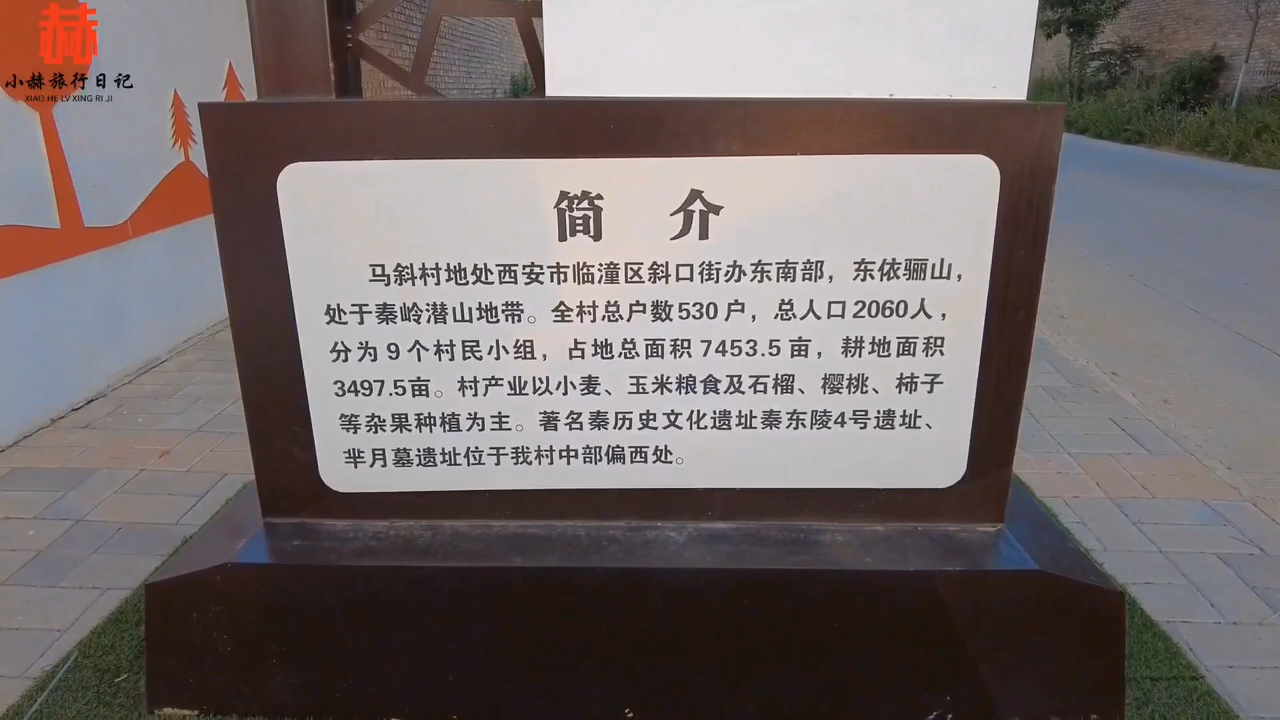 赫
小赫旅行日记
XIAO HE LV XING RI JI
简 介
马斜村地处西安市临潼区斜口街办东南部，东依骊山，
处于秦岭潜山地带。全村总户数530户，总人口2060人，
分为9个村民小组，占地总面积7453.5亩，耕地面积
3497.5亩。村产业以小麦、玉米粮食及石榴、樱桃、柿子
等杂果种植为主。著名秦历史文化遗址秦东陵4号遗址、
芈月墓遗址位于我村中部偏西处。